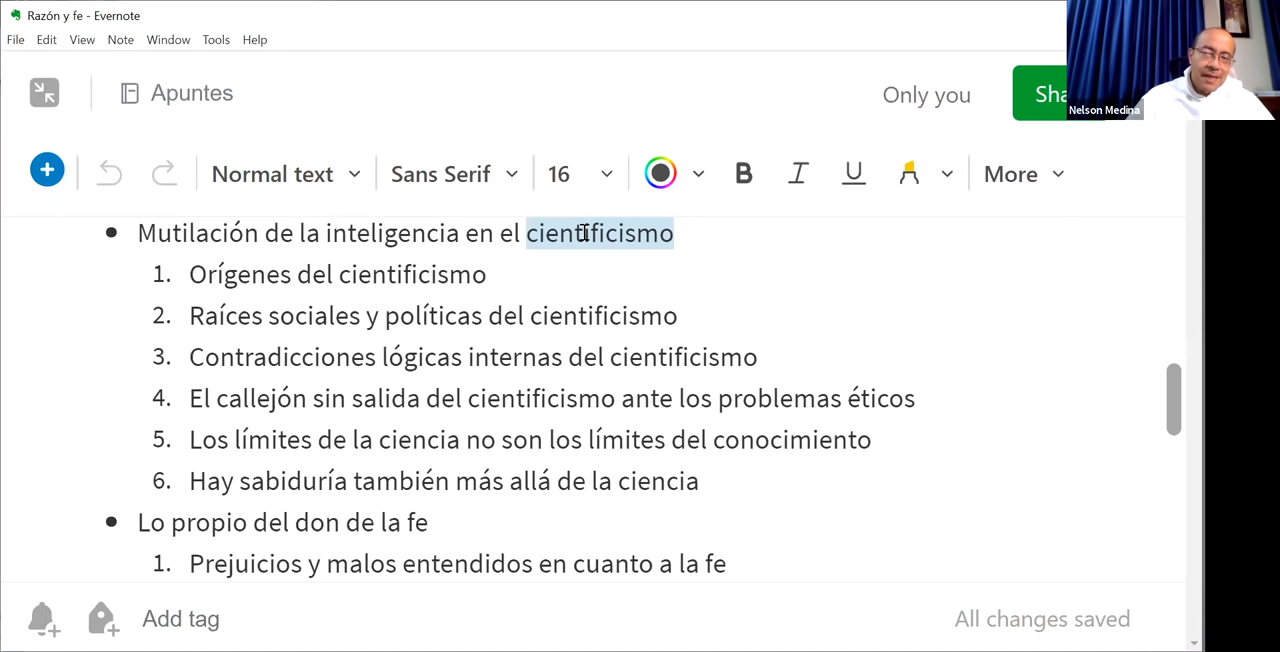 Razón y fe - Evernote
File Edit View Note Window Tools Help
Apuntes
Only you
Sha
Nelson Medina
Normal text
Sans Serif
16
B I U
More
• Mutilación de la inteligencia en el cientificismo
1. Orígenes del cientificismo
2. Raíces sociales y políticas del cientificismo
3. Contradicciones lógicas internas del cientificismo
4. El callejón sin salida del cientificismo ante los problemas éticos
5. Los límites de la ciencia no son los límites del conocimiento
6. Hay sabiduría también más allá de la ciencia
• Lo propio del don de la fe
1. Prejuicios y malos entendidos en cuanto a la fe
Add tag
All changes saved